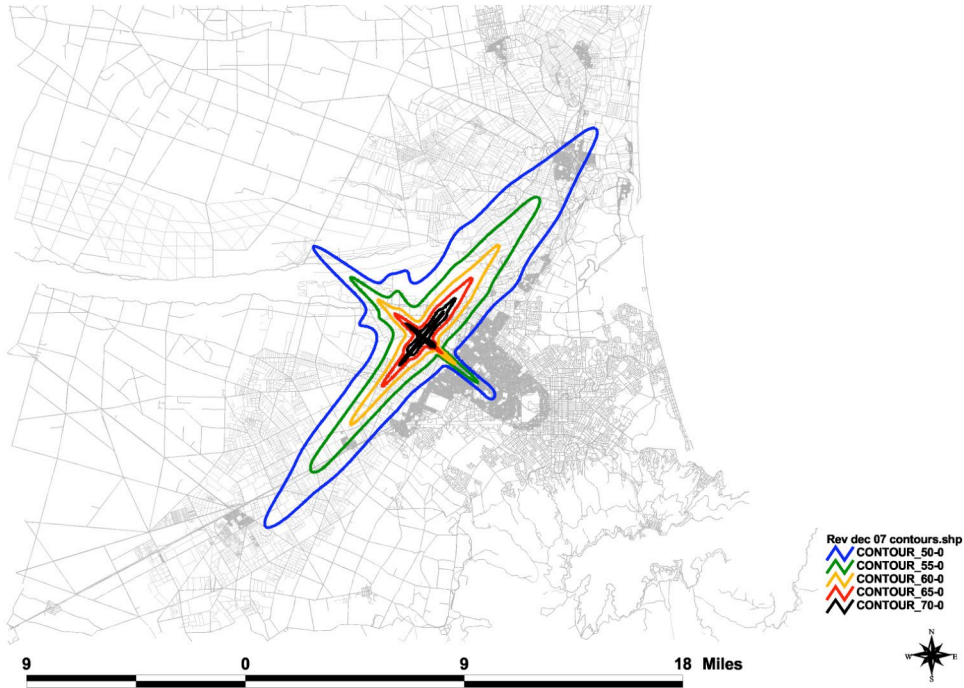 Rev dec 07 contours.shp
CONTOUR_50-0
CONTOUR_55-0
CONTOUR_60-0
CONTOUR_65-0
CONTOUR_70-0
N
W E
S
9 0 9 18 Miles